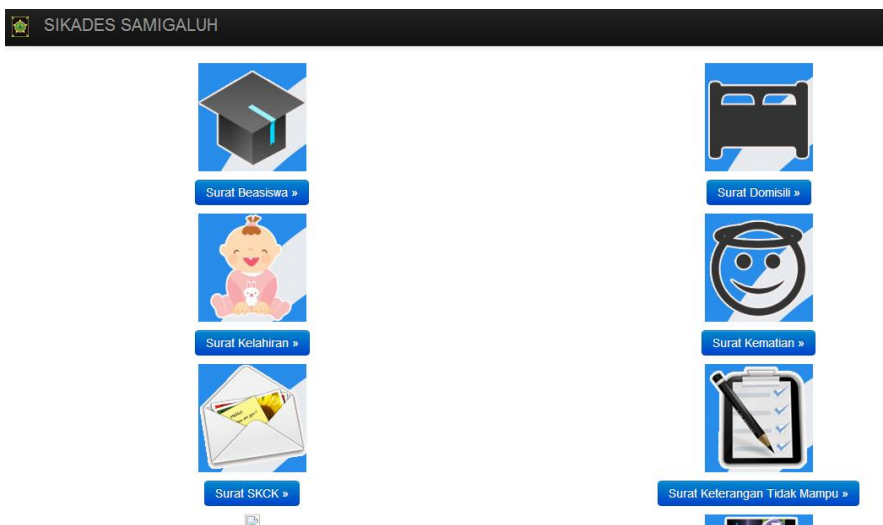 SIKADES SAMIGALUH
Surat Beasiswa »
Surat Domisili »
Surat Kelahiran »
Surat Kematian »
Surat SKCK »
Surat Keterangan Tidak Mampu »